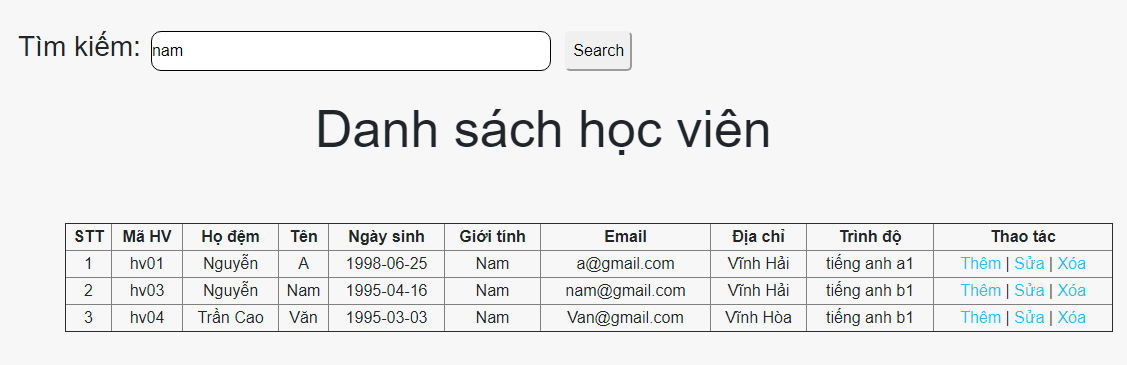 Tìm kiếm: nam Search
Danh sách học viên
STT Mã HV Họ đệm Tên Ngày sinh Giới tính Email Địa chỉ Trình độ Thao tác
1 hv01 Nguyễn A 1998-06-25 Nam a@gmail.com Vĩnh Hải tiếng anh a1 Thêm | Sửa | Xóa
2 hv03 Nguyễn Nam 1995-04-16 Nam nam@gmail.com Vĩnh Hải tiếng anh b1 Thêm | Sửa | Xóa
3 hv04 Trần Cao Văn 1995-03-03 Nam Van@gmail.com Vĩnh Hòa tiếng anh b1 Thêm | Sửa | Xóa